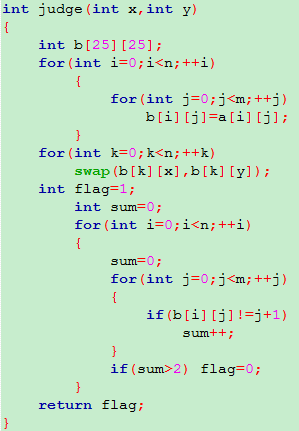 int judge(int x,int y)
{
    int b[25][25];
    for(int i=0;i<n;++i)
        {
            for(int j=0;j<m;++j)
                b[i][j]=a[i][j];
        }
    for(int k=0;k<n;++k)
        swap(b[k][x],b[k][y]);
    int flag=1;
        int sum=0;
        for(int i=0;i<n;++i)
        {
            sum=0;
            for(int j=0;j<m;++j)
            {
                if(b[i][j]!=j+1)
                    sum++;
            }
            if(sum>2) flag=0;
        }
    return flag;
}